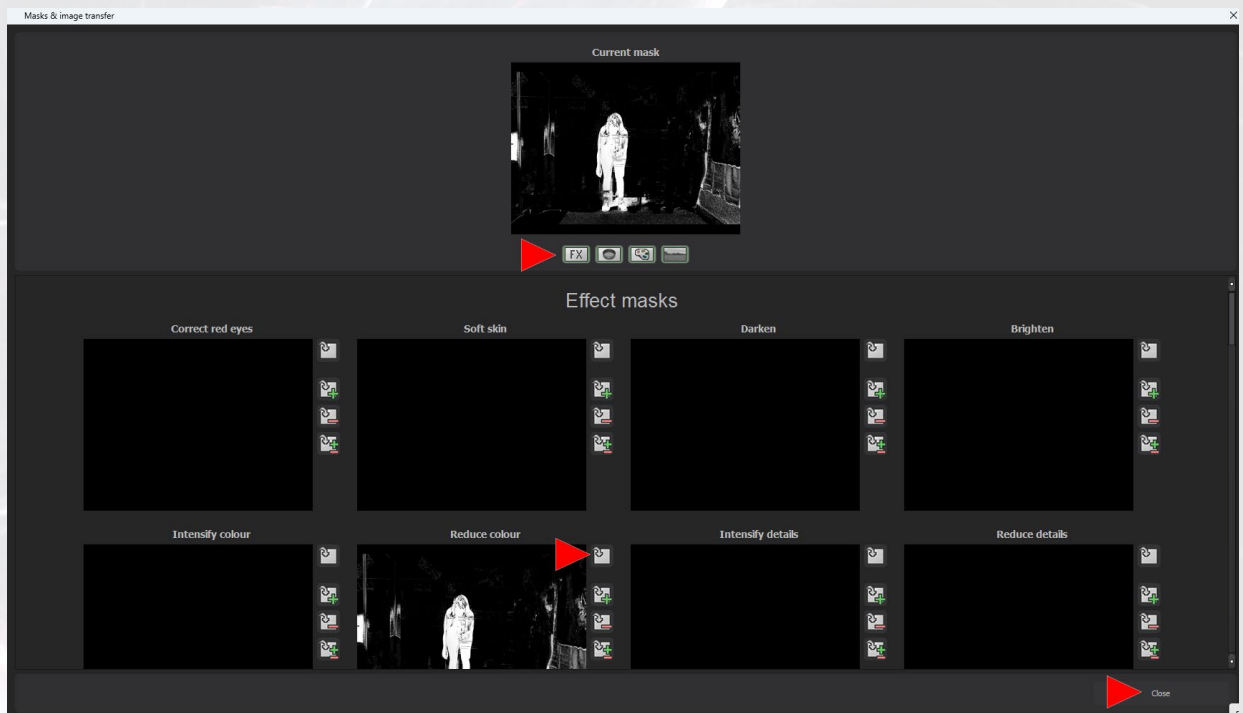 Masks & image transfer
Current mask
FX
Effect masks
Correct red eyes
Soft skin
Darken
Brighten
Intensify colour
Reduce colour
Intensify details
Reduce details
Close